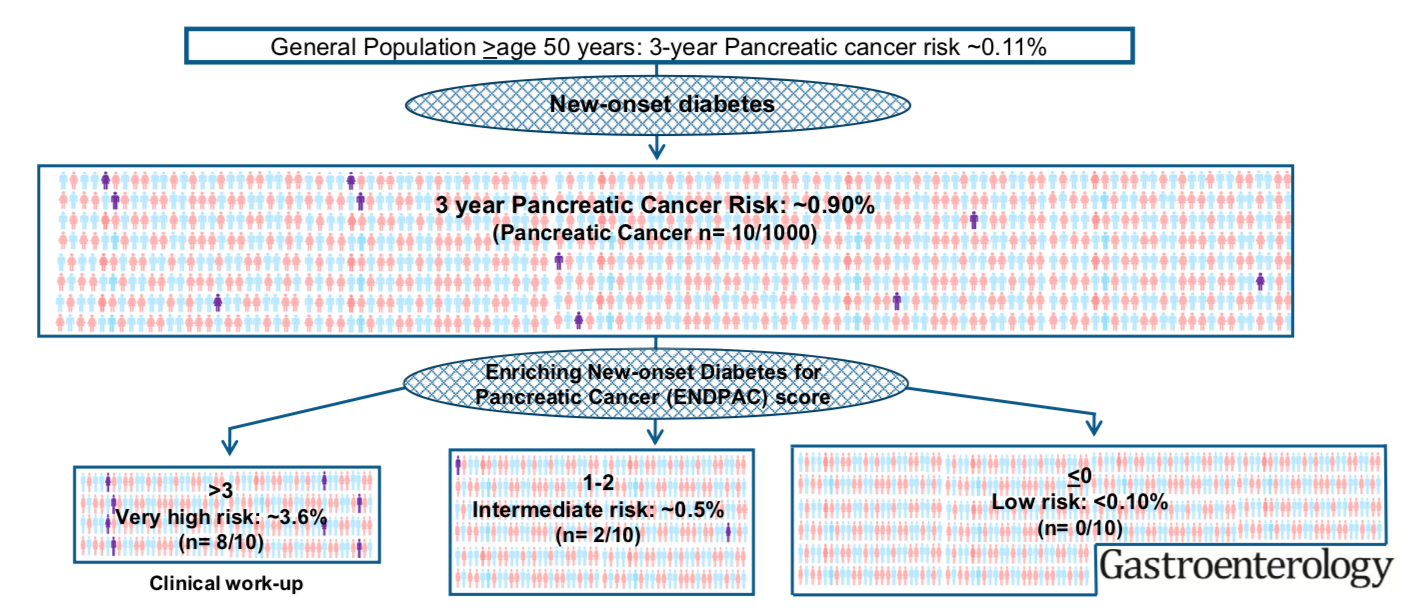 General Population ≥age 50 years: 3-year Pancreatic cancer risk ~0.11%
New-onset diabetes
3 year Pancreatic Cancer Risk: ~0.90%
(Pancreatic Cancer n= 10/1000)
Enriching New-onset Diabetes for
Pancreatic Cancer (ENDPAC) score
>3
Very high risk: ~3.6%
(n= 8/10)
Clinical work-up
1-2
Intermediate risk: ~0.5%
(n= 2/10)
≤0
Low risk: <0.10%
(n= 0/10)
Gastroenterology